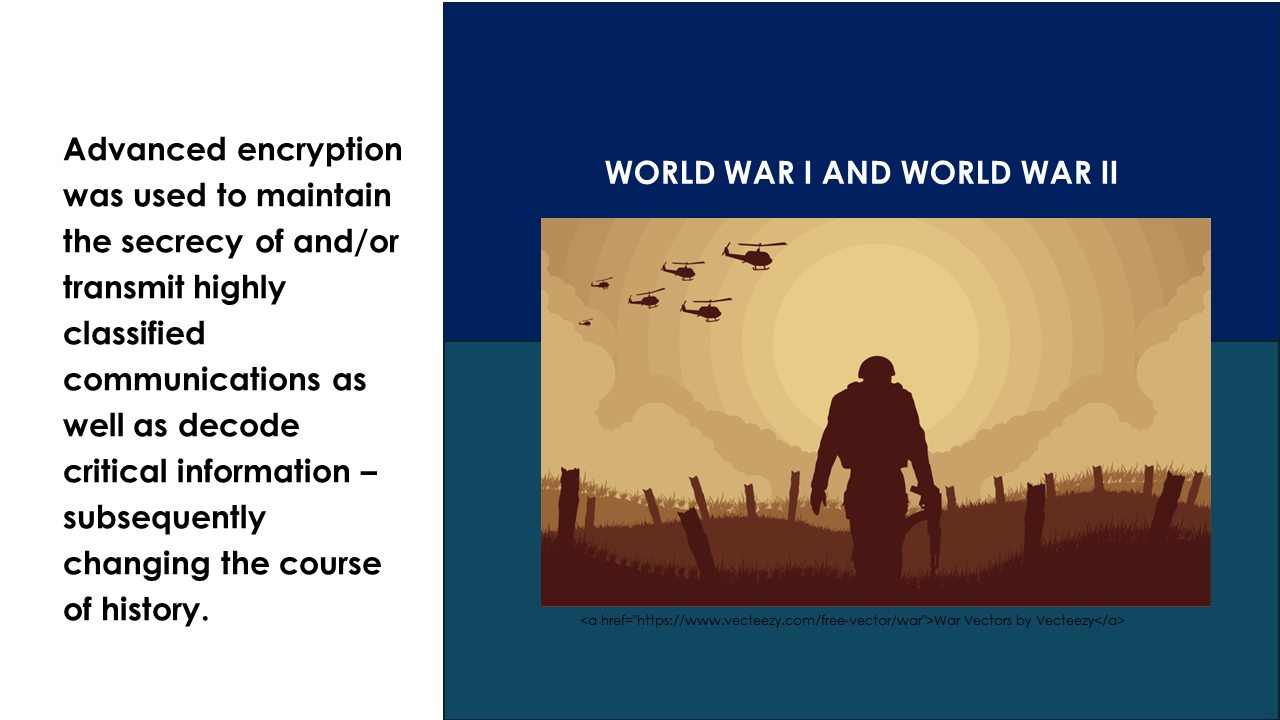 Advanced encryption
was used to maintain
the secrecy of and/or
transmit highly
classified
communications as
well as decode
critical information –
subsequently
changing the course
of history.
WORLD WAR I AND WORLD WAR II
<a href="https://www.vecteezy.com/free-vector/war">War Vectors by Vecteezy</a>